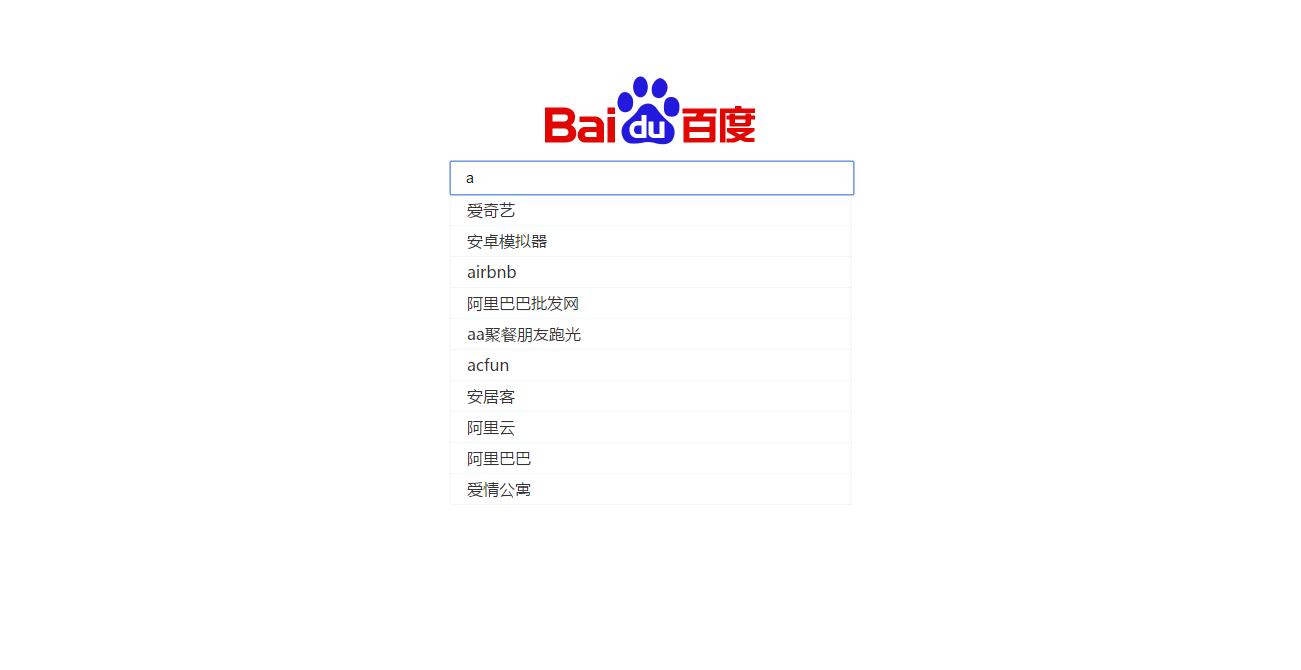 Baidu百度
a
爱奇艺
安卓模拟器
airbnb
阿里巴巴批发网
aa聚餐朋友跑光
acfun
安居客
阿里云
阿里巴巴
爱情公寓